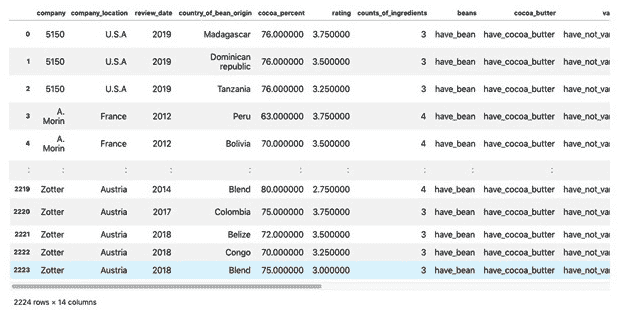 company company_location review_date country_of_bean_origin cocoa_percent rating counts_of_ingredients beans cocoa_butter va
0 5150 U.S.A 2019 Madagascar 76.000000 3.750000 3 have_bean have_cocoa_butter have_not_va
1 5150 U.S.A 2019 Dominican republic 76.000000 3.500000 3 have_bean have_cocoa_butter have_not_va
2 5150 U.S.A 2019 Tanzania 76.000000 3.250000 3 have_bean have_cocoa_butter have_not_va
3 A. Morin France 2012 Peru 63.000000 3.750000 4 have_bean have_cocoa_butter have_not_va
4 A. Morin France 2012 Bolivia 70.000000 3.500000 4 have_bean have_cocoa_butter have_not_va
: : : : : : : : : :
2219 Zotter Austria 2014 Blend 80.000000 2.750000 4 have_bean have_cocoa_butter have_not_va
2220 Zotter Austria 2017 Colombia 75.000000 3.750000 3 have_bean have_cocoa_butter have_not_va
2221 Zotter Austria 2018 Belize 72.000000 3.500000 3 have_bean have_cocoa_butter have_not_va
2222 Zotter Austria 2018 Congo 70.000000 3.250000 3 have_bean have_cocoa_butter have_not_va
2223 Zotter Austria 2018 Blend 75.000000 3.000000 3 have_bean have_cocoa_butter have_not_va
2224 rows × 14 columns